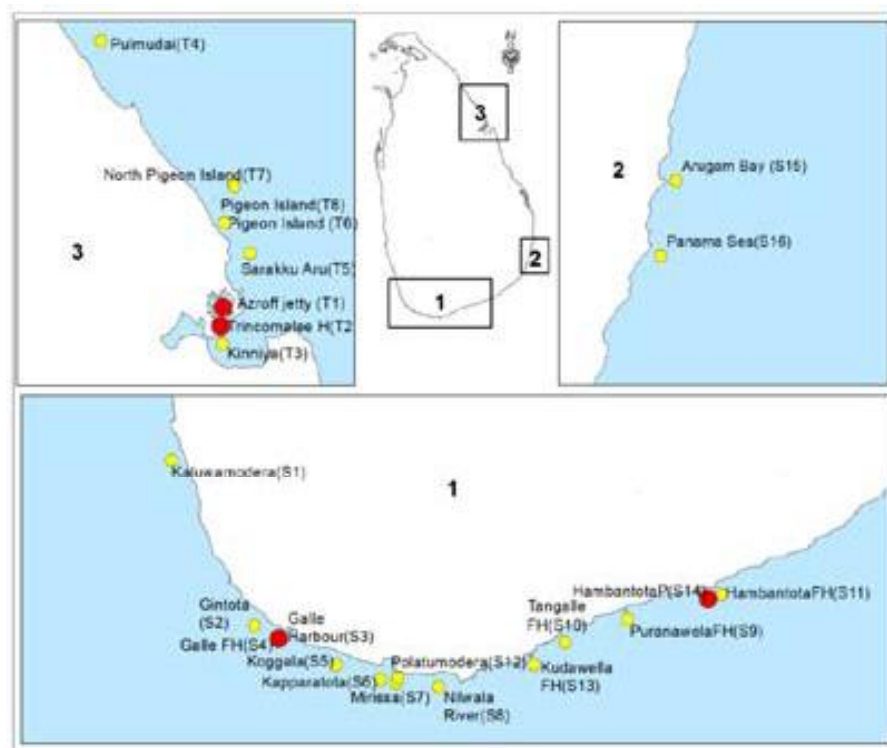 Pulmudai(T4)
North Pigeon Island(T7)
Pigeon Island(T8)
Pigeon Island (T6)
3
Sarakku Aru(T5)
Azroff jetty (T1)
Trincomalee H(T2
Kinniya(T3)
N
3
2
1
2
Arugam Bay (S15)
Panama Sea(S16)
Kaluwamodera(S1)
1
Gintota
(S2)
Galle FH(S4)
Galle
Harbour(S3)
Koggala(S5)
Kapparatota(S6)
Mirissa(S7)
Polatumodera(S12)
Nilwala
River(S8)
Tangalle
FH(S10)
Kudawella
FH(S13)
HambantotaP(S14)
HambantotaFH(S11)
PuranawelaFH(S9)